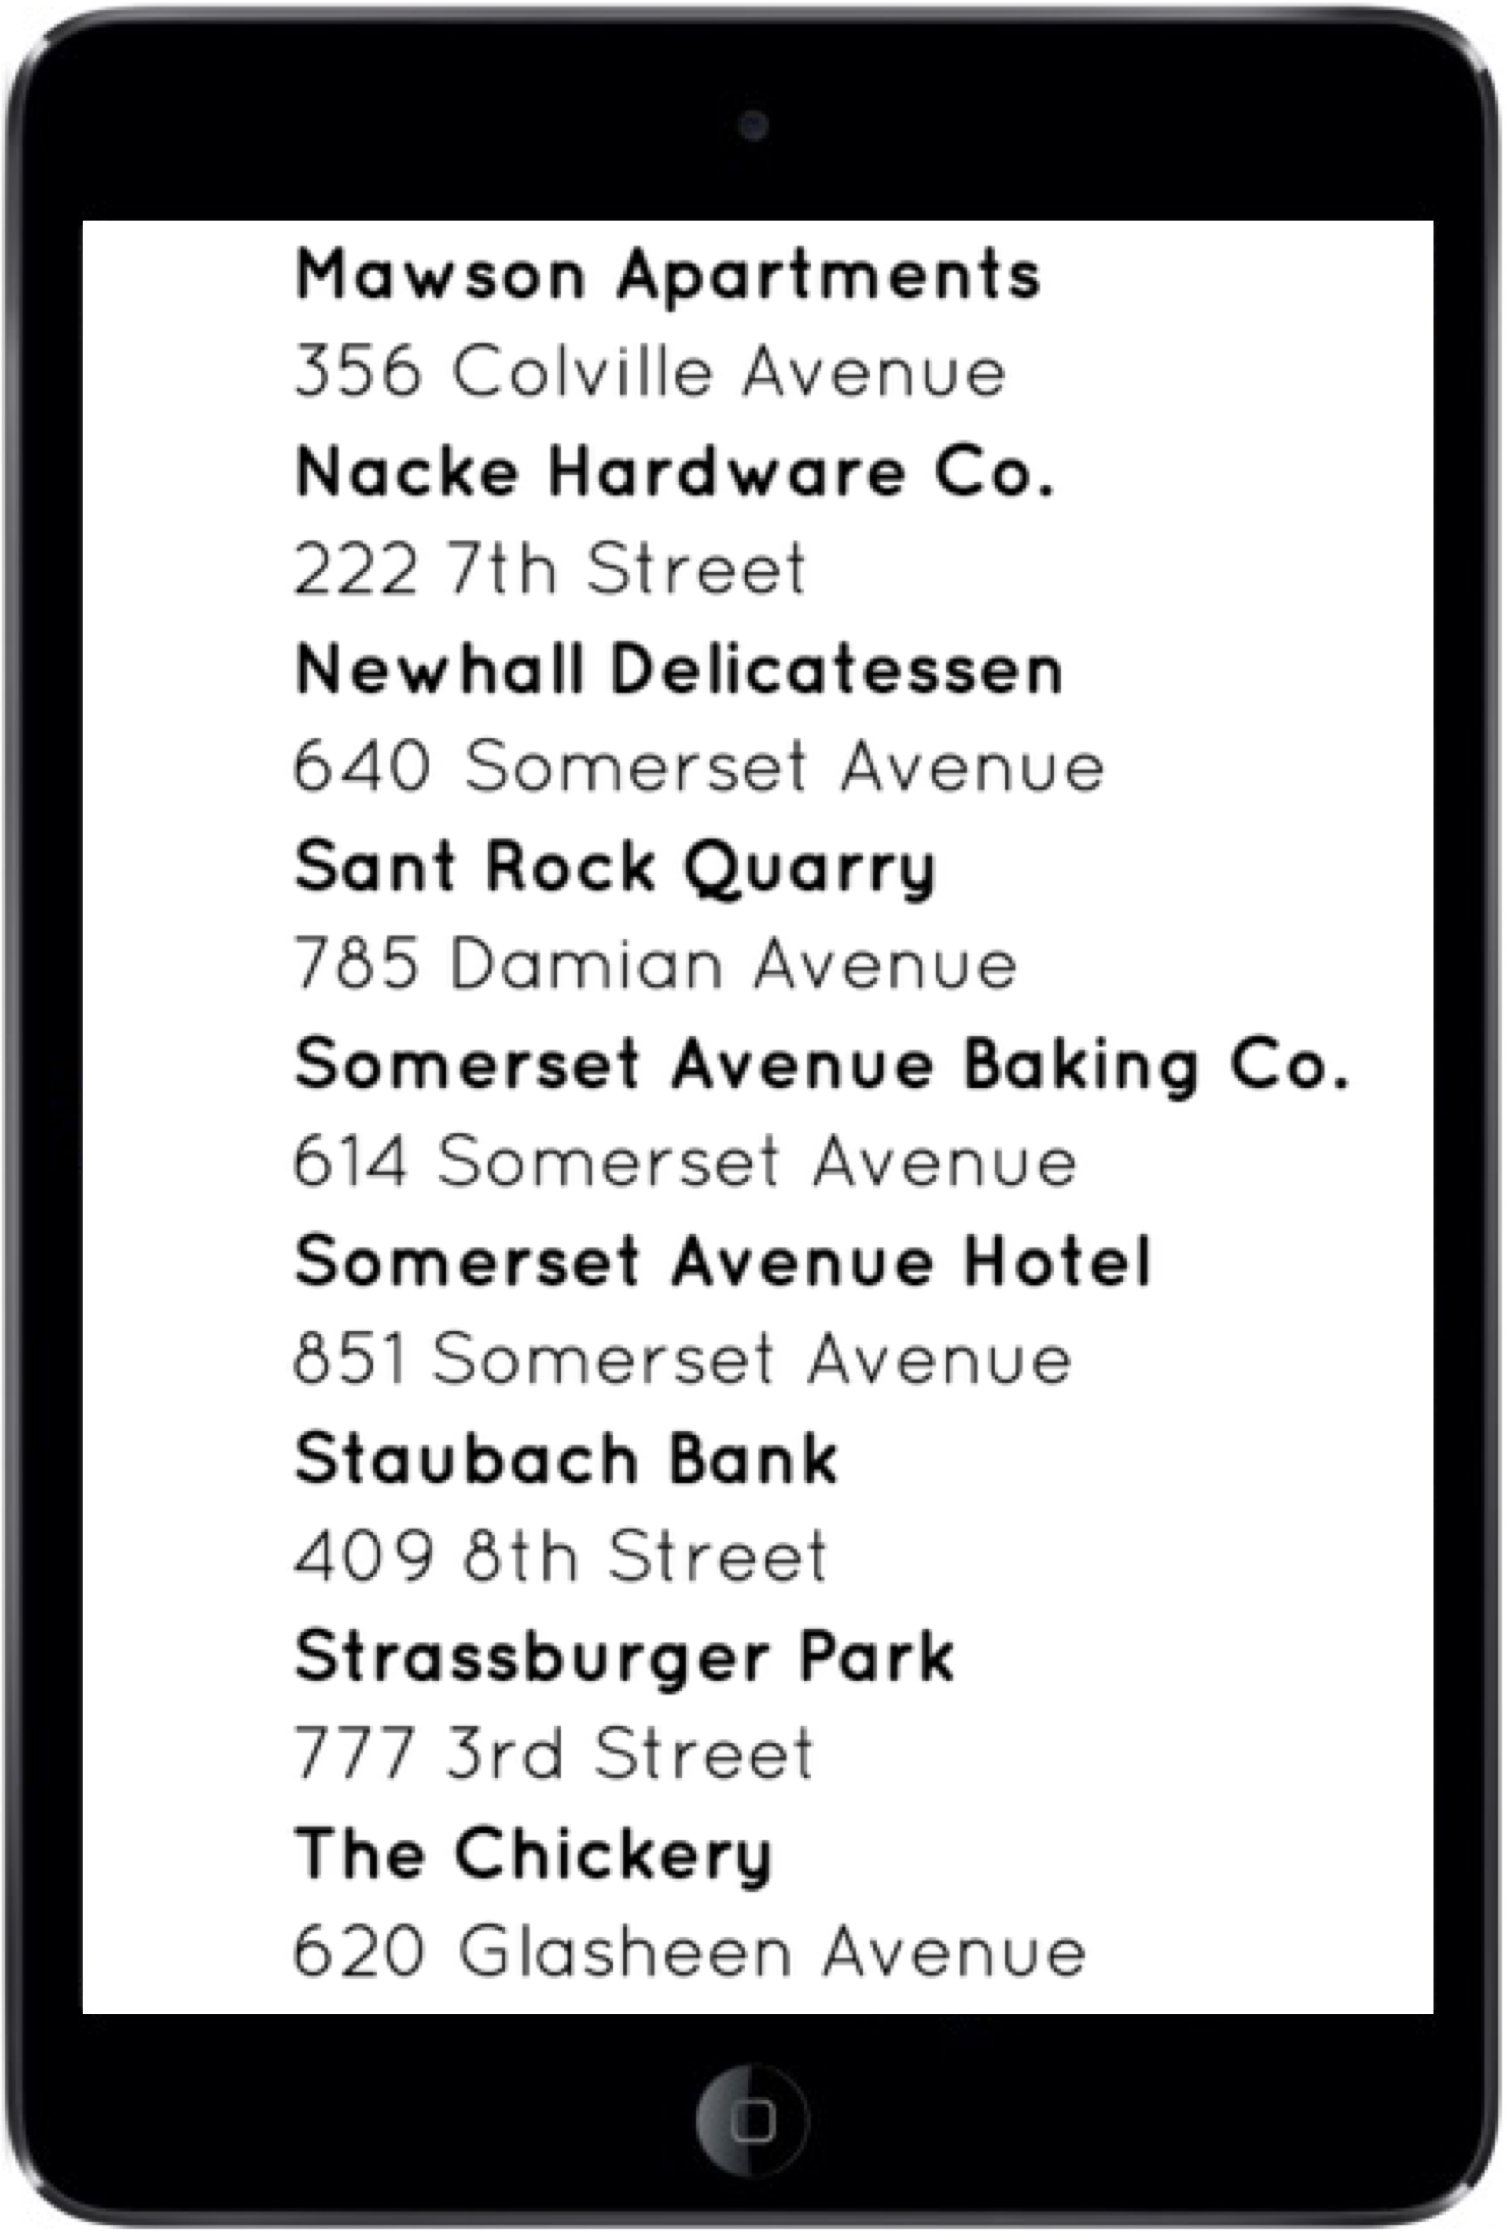 Mawson Apartments
356 Colville Avenue
Nacke Hardware Co.
222 7th Street
Newhall Delicatessen
640 Somerset Avenue
Sant Rock Quarry
785 Damian Avenue
Somerset Avenue Baking Co.
614 Somerset Avenue
Somerset Avenue Hotel
851 Somerset Avenue
Staubach Bank
409 8th Street
Strassburger Park
777 3rd Street
The Chickery
620 Glasheen Avenue